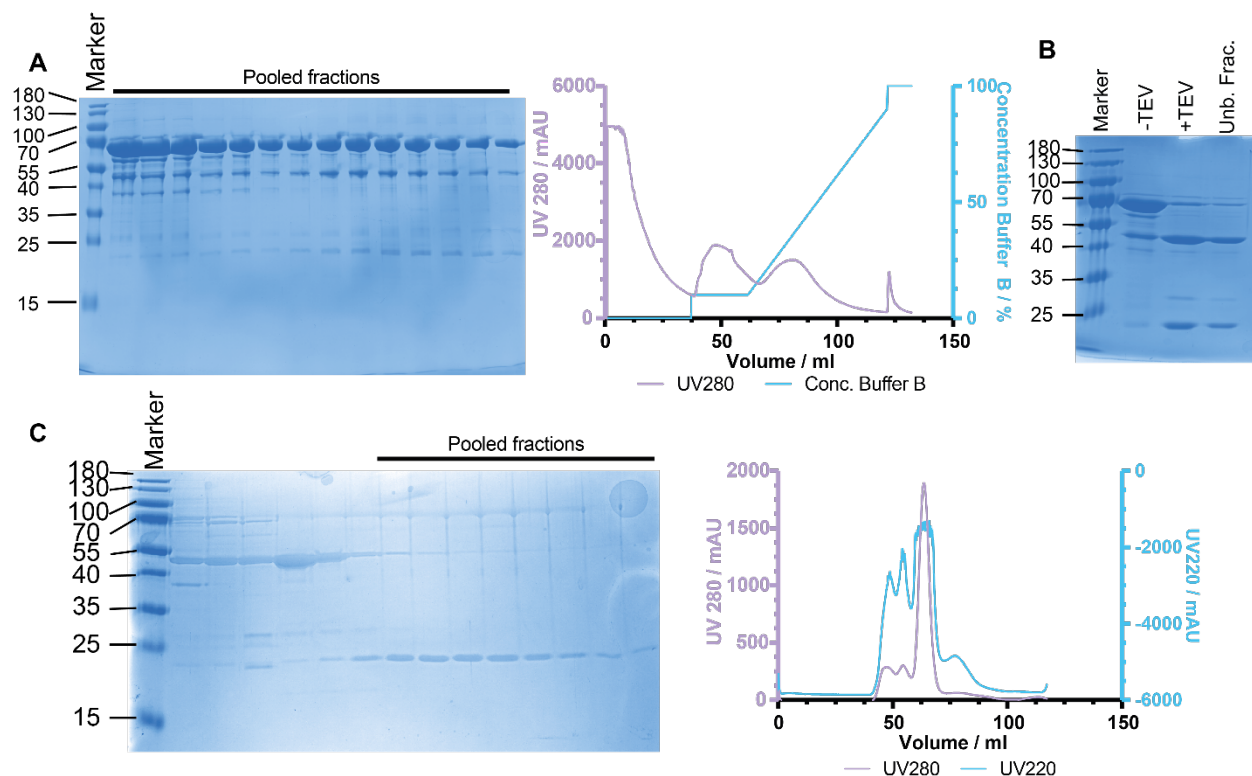 A
Marker
Pooled fractions
180
130
100
70
55
40
35
25
15
UV 280 / mAU
6000
4000
2000
0
Concentration Buffer B / %
100
50
0
0
50
100
150
Volume / ml
UV280
Conc. Buffer B
B
Marker
-TEV
+TEV
Unb. Frac.
180
130
100
70
55
40
35
25
C
Marker
Pooled fractions
180
130
100
70
55
40
35
25
15
UV 280 / mAU
2000
1500
1000
500
0
UV220 / mAU
0
-2000
-4000
-6000
0
50
100
150
Volume / ml
UV280
UV220